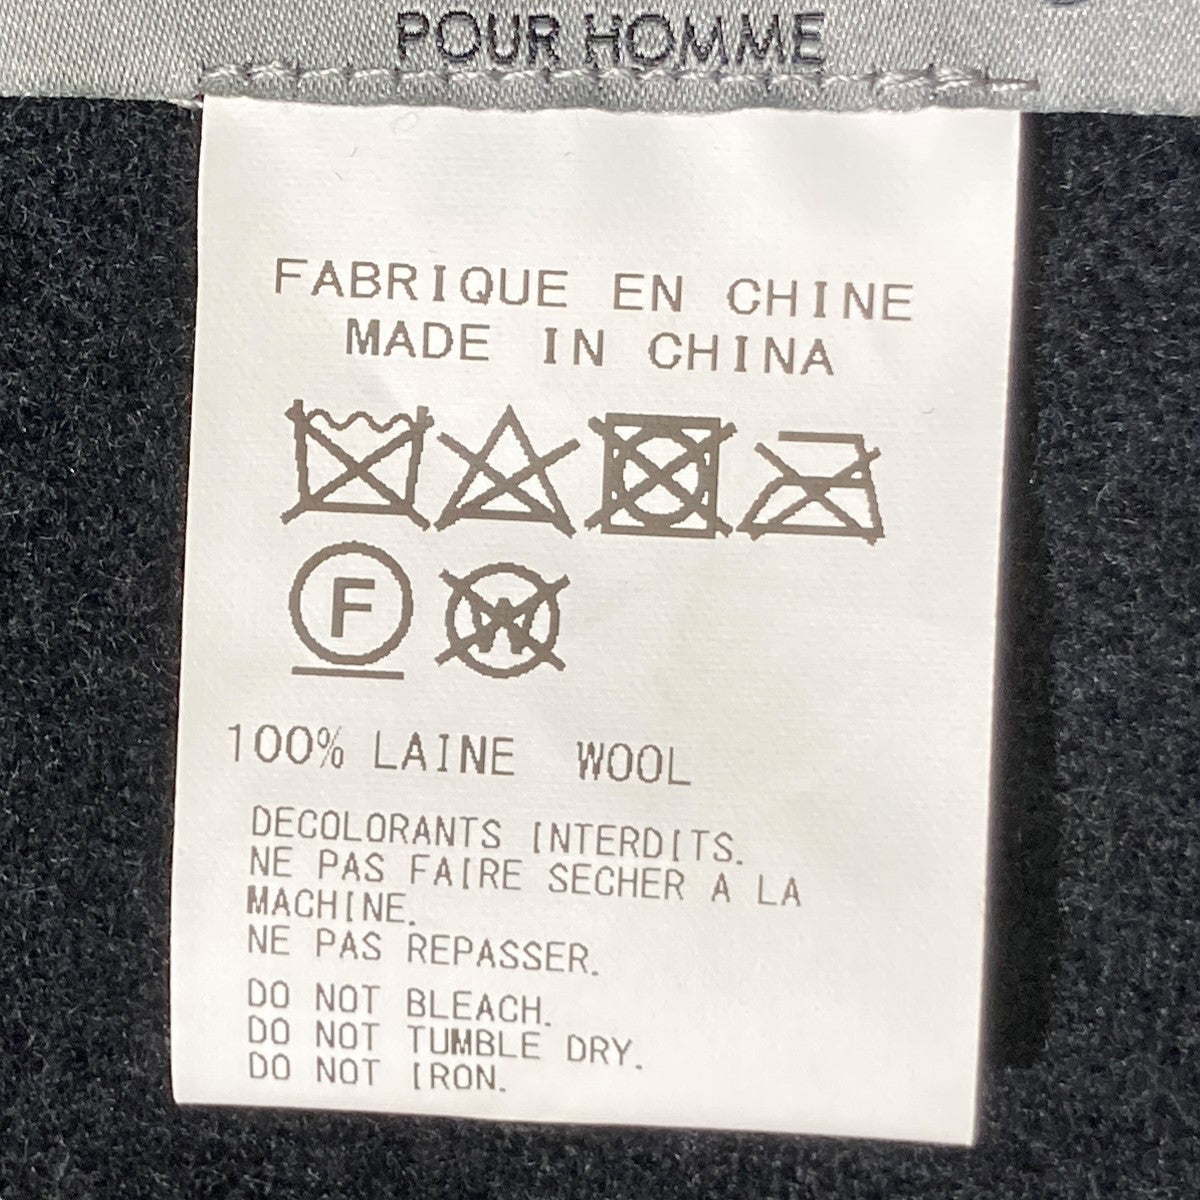 POUR HOMME
FABRIQUE EN CHINE
MADE IN CHINA
F
W
100% LAINE WOOL
DECOLORANTS INTERDITS.
NE PAS FAIRE SECHER A LA
MACHINE.
NE PAS REPASSER.
DO NOT BLEACH.
DO NOT TUMBLE DRY.
DO NOT IRON.